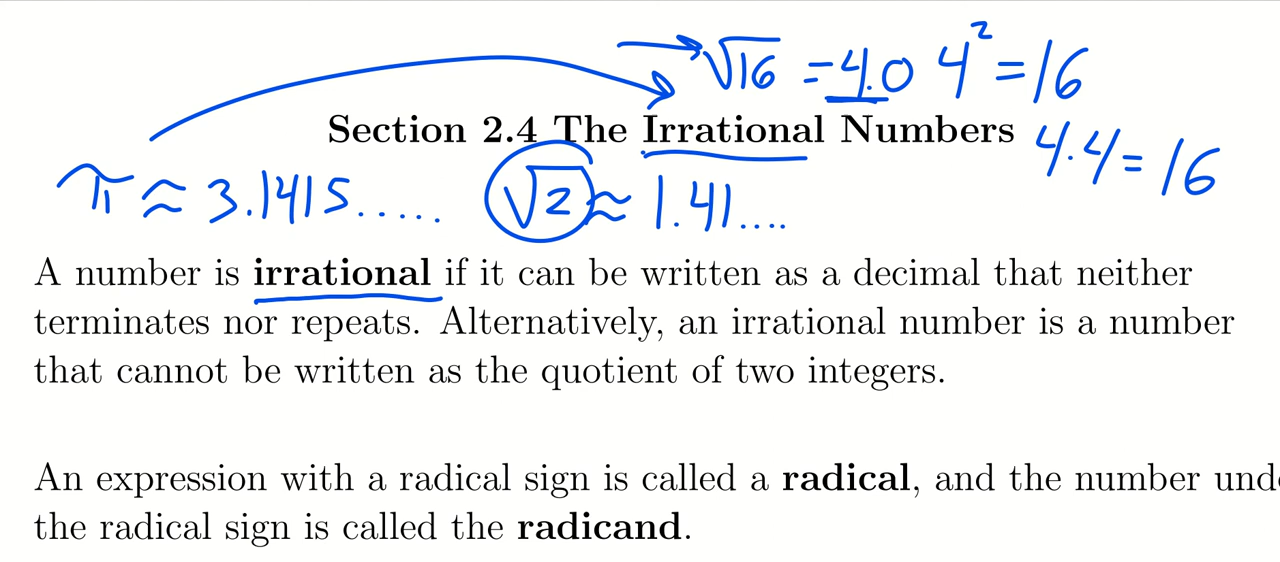 √16 = 4.0 4² = 16
Section 2.4 The Irrational Numbers
4.4 = 16
π ≈ 3.1415..... √2 ≈ 1.41....
A number is irrational if it can be written as a decimal that neither
terminates nor repeats. Alternatively, an irrational number is a number
that cannot be written as the quotient of two integers.
An expression with a radical sign is called a radical, and the number und
the radical sign is called the radicand.